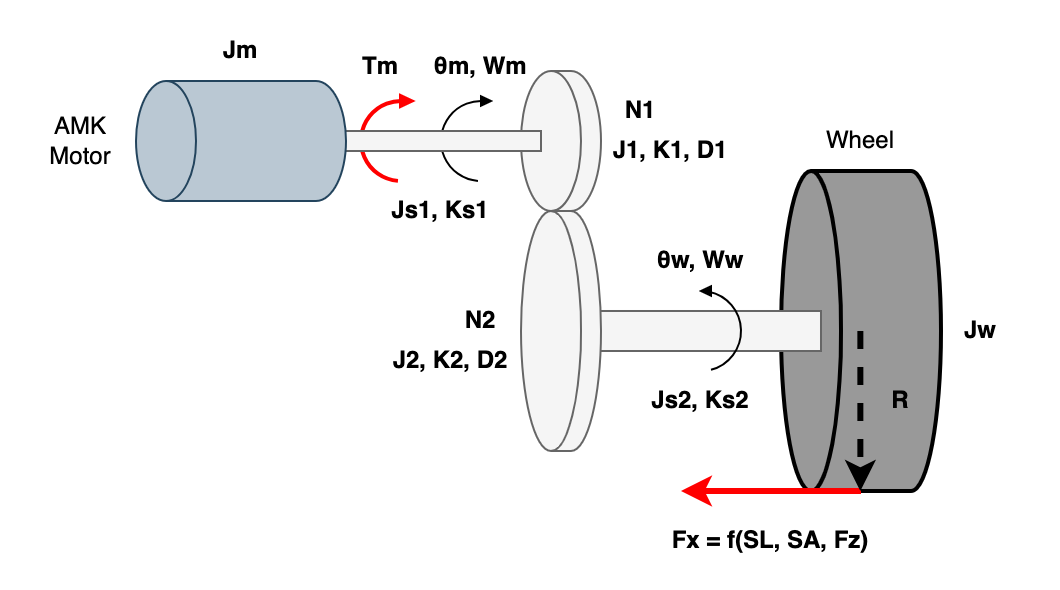 Jm
Tm
θm, Wm
AMK
Motor
N1
J1, K1, D1
Wheel
Js1, Ks1
θw, Ww
N2
J2, K2, D2
Jw
Js2, Ks2
R
Fx = f(SL, SA, Fz)